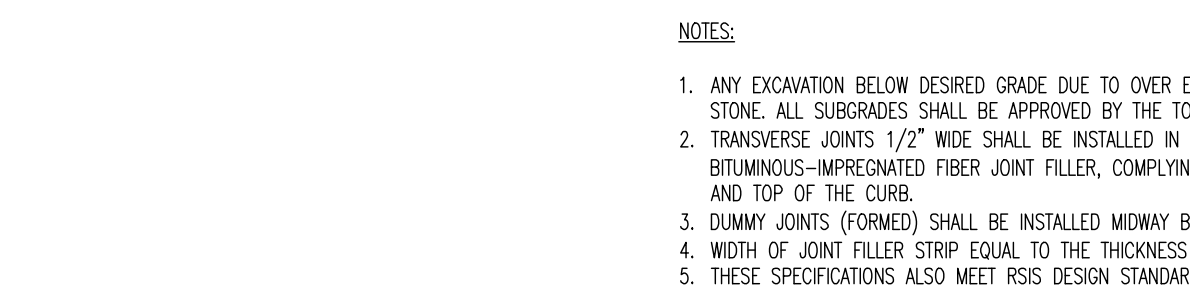 NOTES:
1. ANY EXCAVATION BELOW DESIRED GRADE DUE TO OVER
STONE. ALL SUBGRADES SHALL BE APPROVED BY THE
2. TRANSVERSE JOINTS 1/2" WIDE SHALL BE INSTALLED IN
BITUMINOUS-IMPREGNATED FIBER JOINT FILLER,
AND TOP OF THE CURB.
3. DUMMY JOINTS (FORMED) SHALL BE INSTALLED MIDWAY
4. WIDTH OF JOINT FILLER STRIP EQUAL TO THE THICKNESS
5. THESE SPECIFICATIONS ALSO MEET RSIS DESIGN